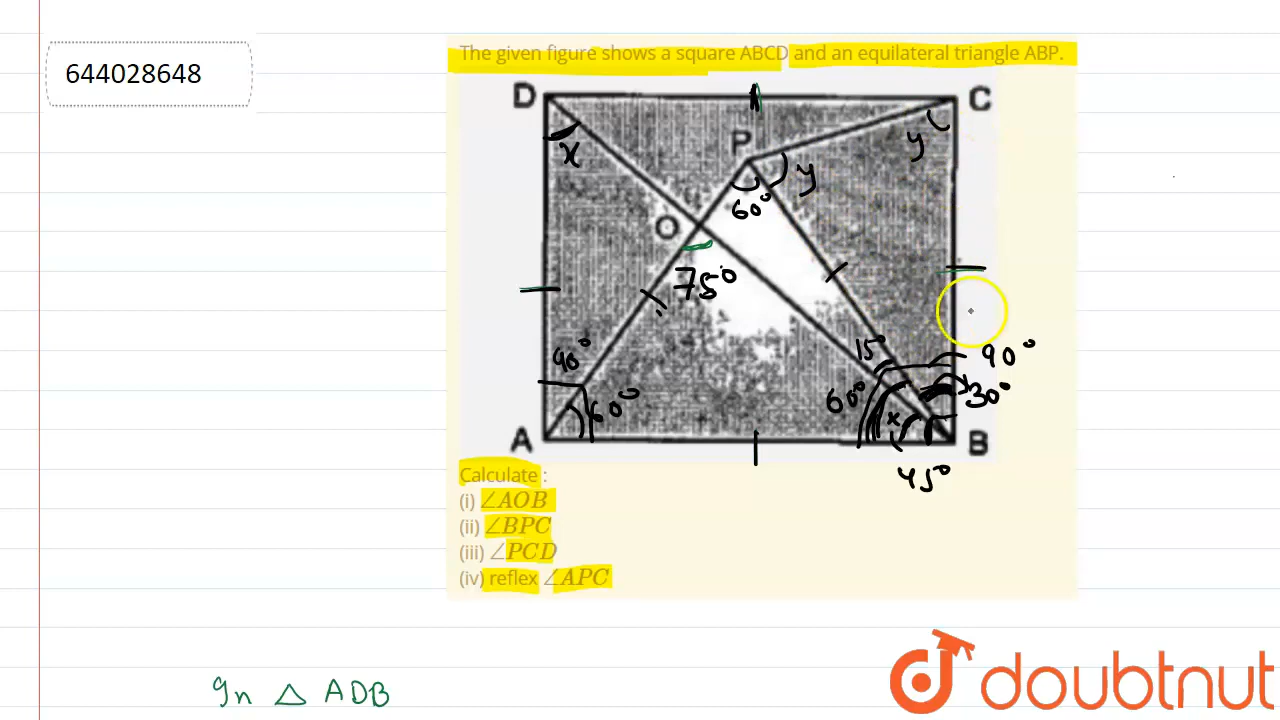 644028648
The given figure shows a square ABCD and an equilateral triangle ABP.
D
C
P
x
y
y
60°
O
75°
90°
15°
90°
60°
60°
30°
x
A
B
45°
Calculate :
(i) ∠AOB
(ii) ∠BPC
(iii) ∠PCD
(iv) reflex ∠APC
In △ ADB
doubtnut